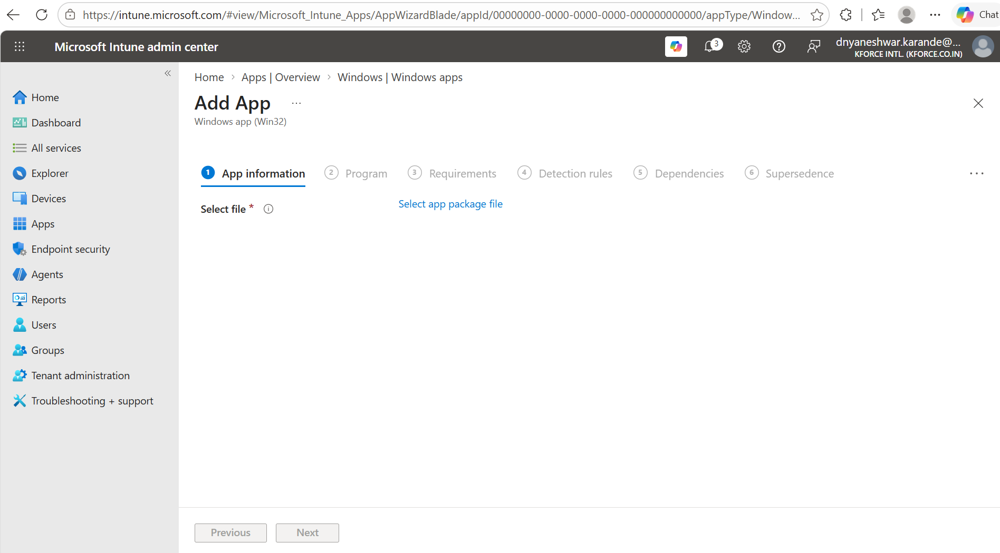 https://intune.microsoft.com/#view/Microsoft_Intune_Apps/AppWizardBlade/appId/00000000-0000-0000-0000-000000000000/appType/Window...
Chat
Microsoft Intune admin center
3
dnyaneshwar.karande@...
KFORCE INTL. (KFORCE.CO.IN)
Home
Dashboard
All services
Explorer
Devices
Apps
Endpoint security
Agents
Reports
Users
Groups
Tenant administration
Troubleshooting + support
Home > Apps | Overview > Windows | Windows apps
Add App ...
Windows app (Win32)
1 App information
2 Program
3 Requirements
4 Detection rules
5 Dependencies
6 Supersedence
Select file *
Select app package file
Previous
Next